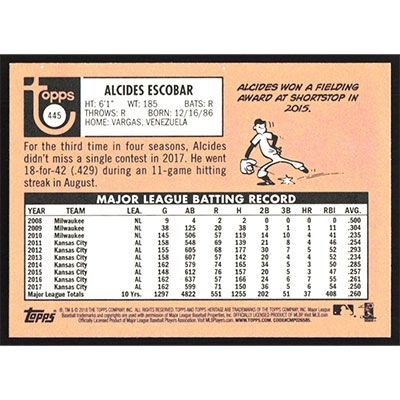 topps
445
ALCIDES ESCOBAR
HT: 6'1" WT: 185 BATS: R
THROWS: R BORN: 12/16/86
HOME: VARGAS, VENEZUELA
ALCIDES WON A FIELDING
AWARD AT SHORTSTOP IN
2015.
For the third time in four seasons, Alcides
didn't miss a single contest in 2017. He went
18-for-42 (.429) during an 11-game hitting
streak in August.
MAJOR LEAGUE BATTING RECORD
YEAR TEAM LEA. G AB R H 2B 3B HR RBI AVG.
2008 Milwaukee NL 9 4 2 2 0 0 0 0 .500
2009 Milwaukee NL 38 125 20 38 3 1 1 11 .304
2010 Milwaukee NL 145 506 57 119 14 10 4 41 .235
2011 Kansas City AL 158 548 69 139 21 8 4 46 .254
2012 Kansas City AL 155 605 68 177 30 7 5 52 .293
2013 Kansas City AL 158 607 57 142 20 4 4 52 .234
2014 Kansas City AL 162 579 74 165 34 5 3 50 .285
2015 Kansas City AL 148 612 76 157 20 5 3 47 .257
2016 Kansas City AL 162 637 57 166 24 6 7 55 .261
2017 Kansas City AL 162 599 71 150 36 5 6 54 .250
Major League Totals 10 Yrs. 1297 4822 551 1255 202 51 37 408 .260
Topps